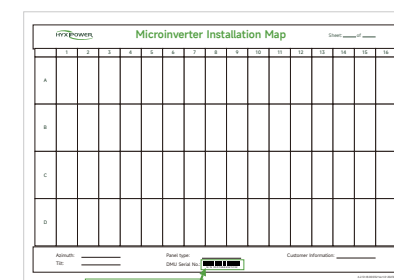 HYXIPOWER
Microinverter Installation Map
Sheet of
1 2 3 4 5 6 7 8 9 10 11 12 13 14 15 16
A
B
C
D
Azimuth: Panel type: Customer Information:
Tilt: DMU Serial No.: